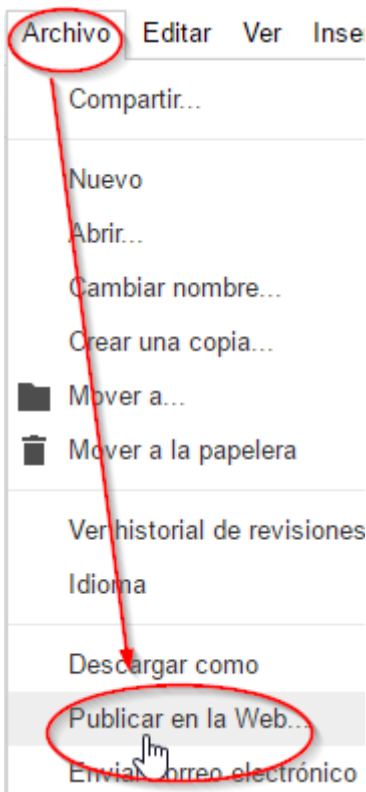 Archivo Editar Ver Inser
Compartir...
Nuevo
Abrir...
Cambiar nombre...
Crear una copia...
Mover a...
Mover a la papelera
Ver historial de revisiones
Idioma
Descargar como
Publicar en la Web...
Enviar correo electrónico